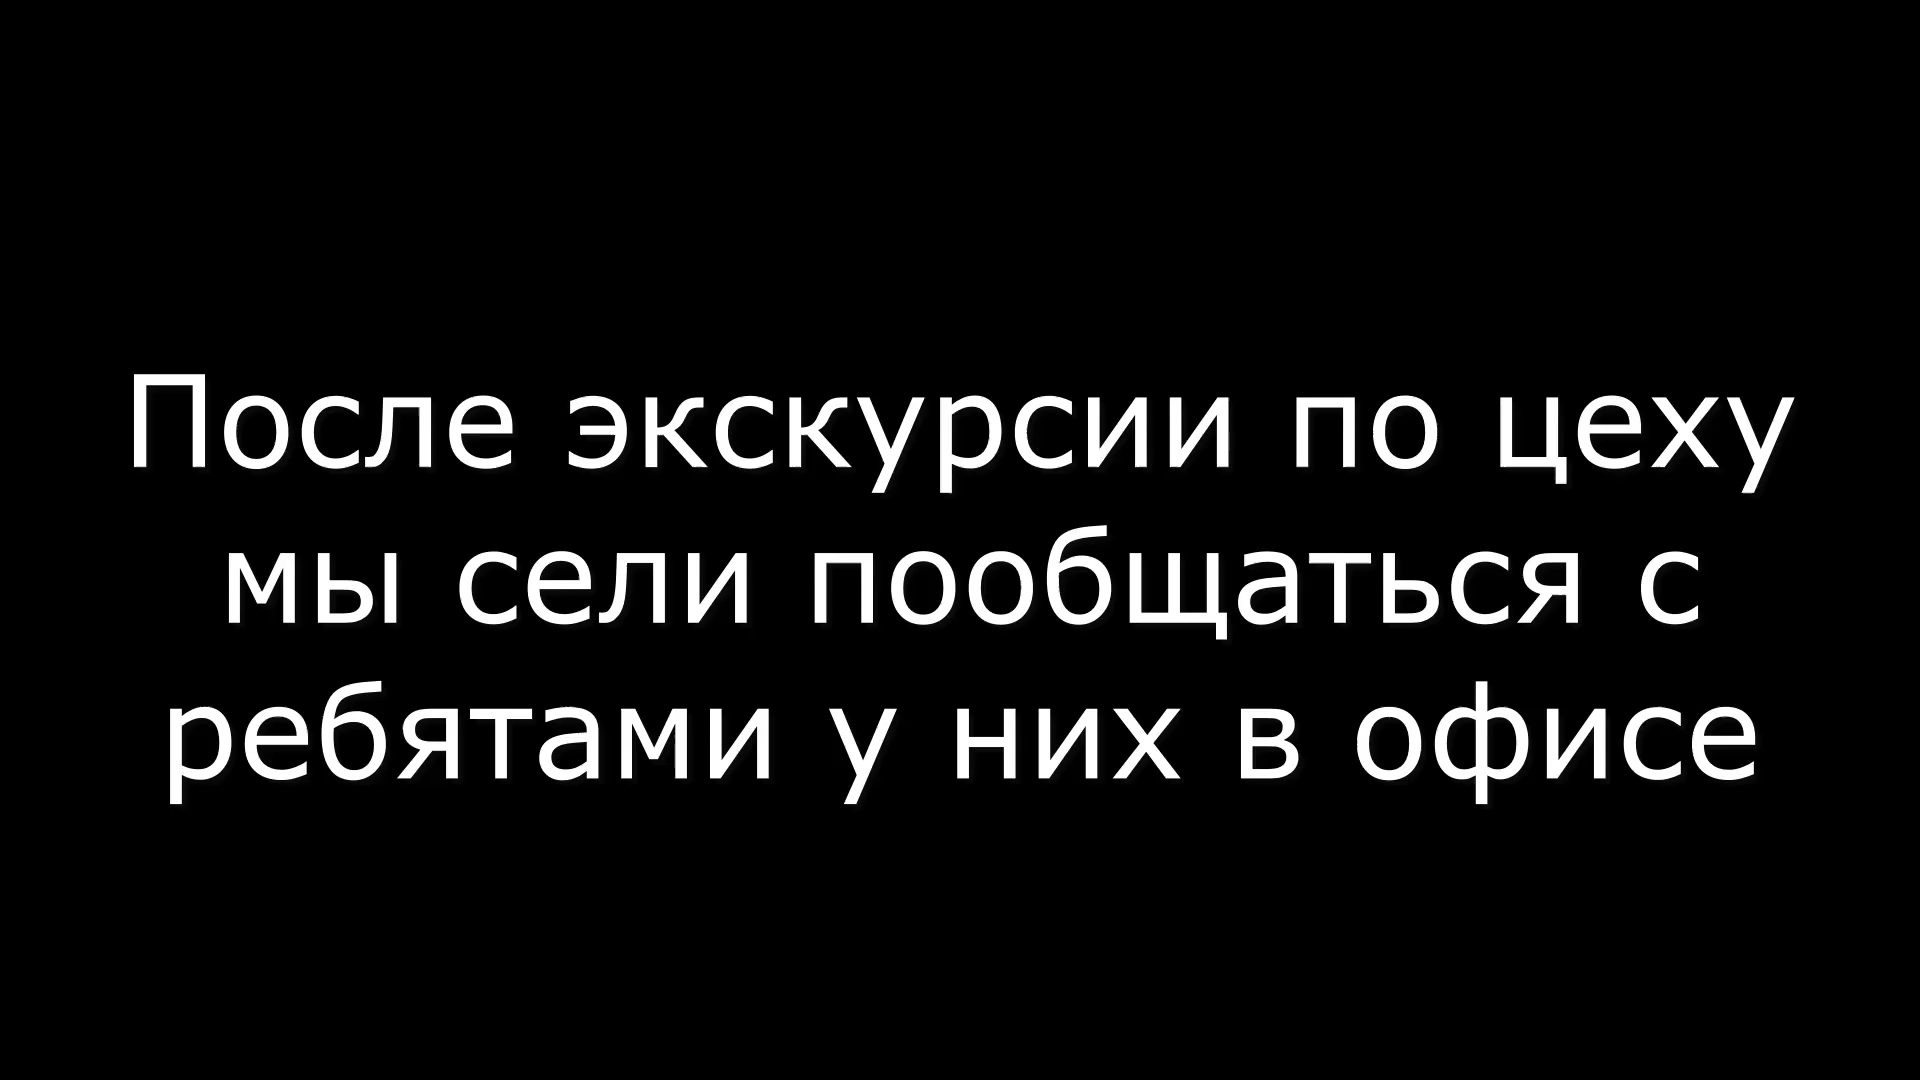 После экскурсии по цеху
мы сели пообщаться с
ребятами у них в офисе